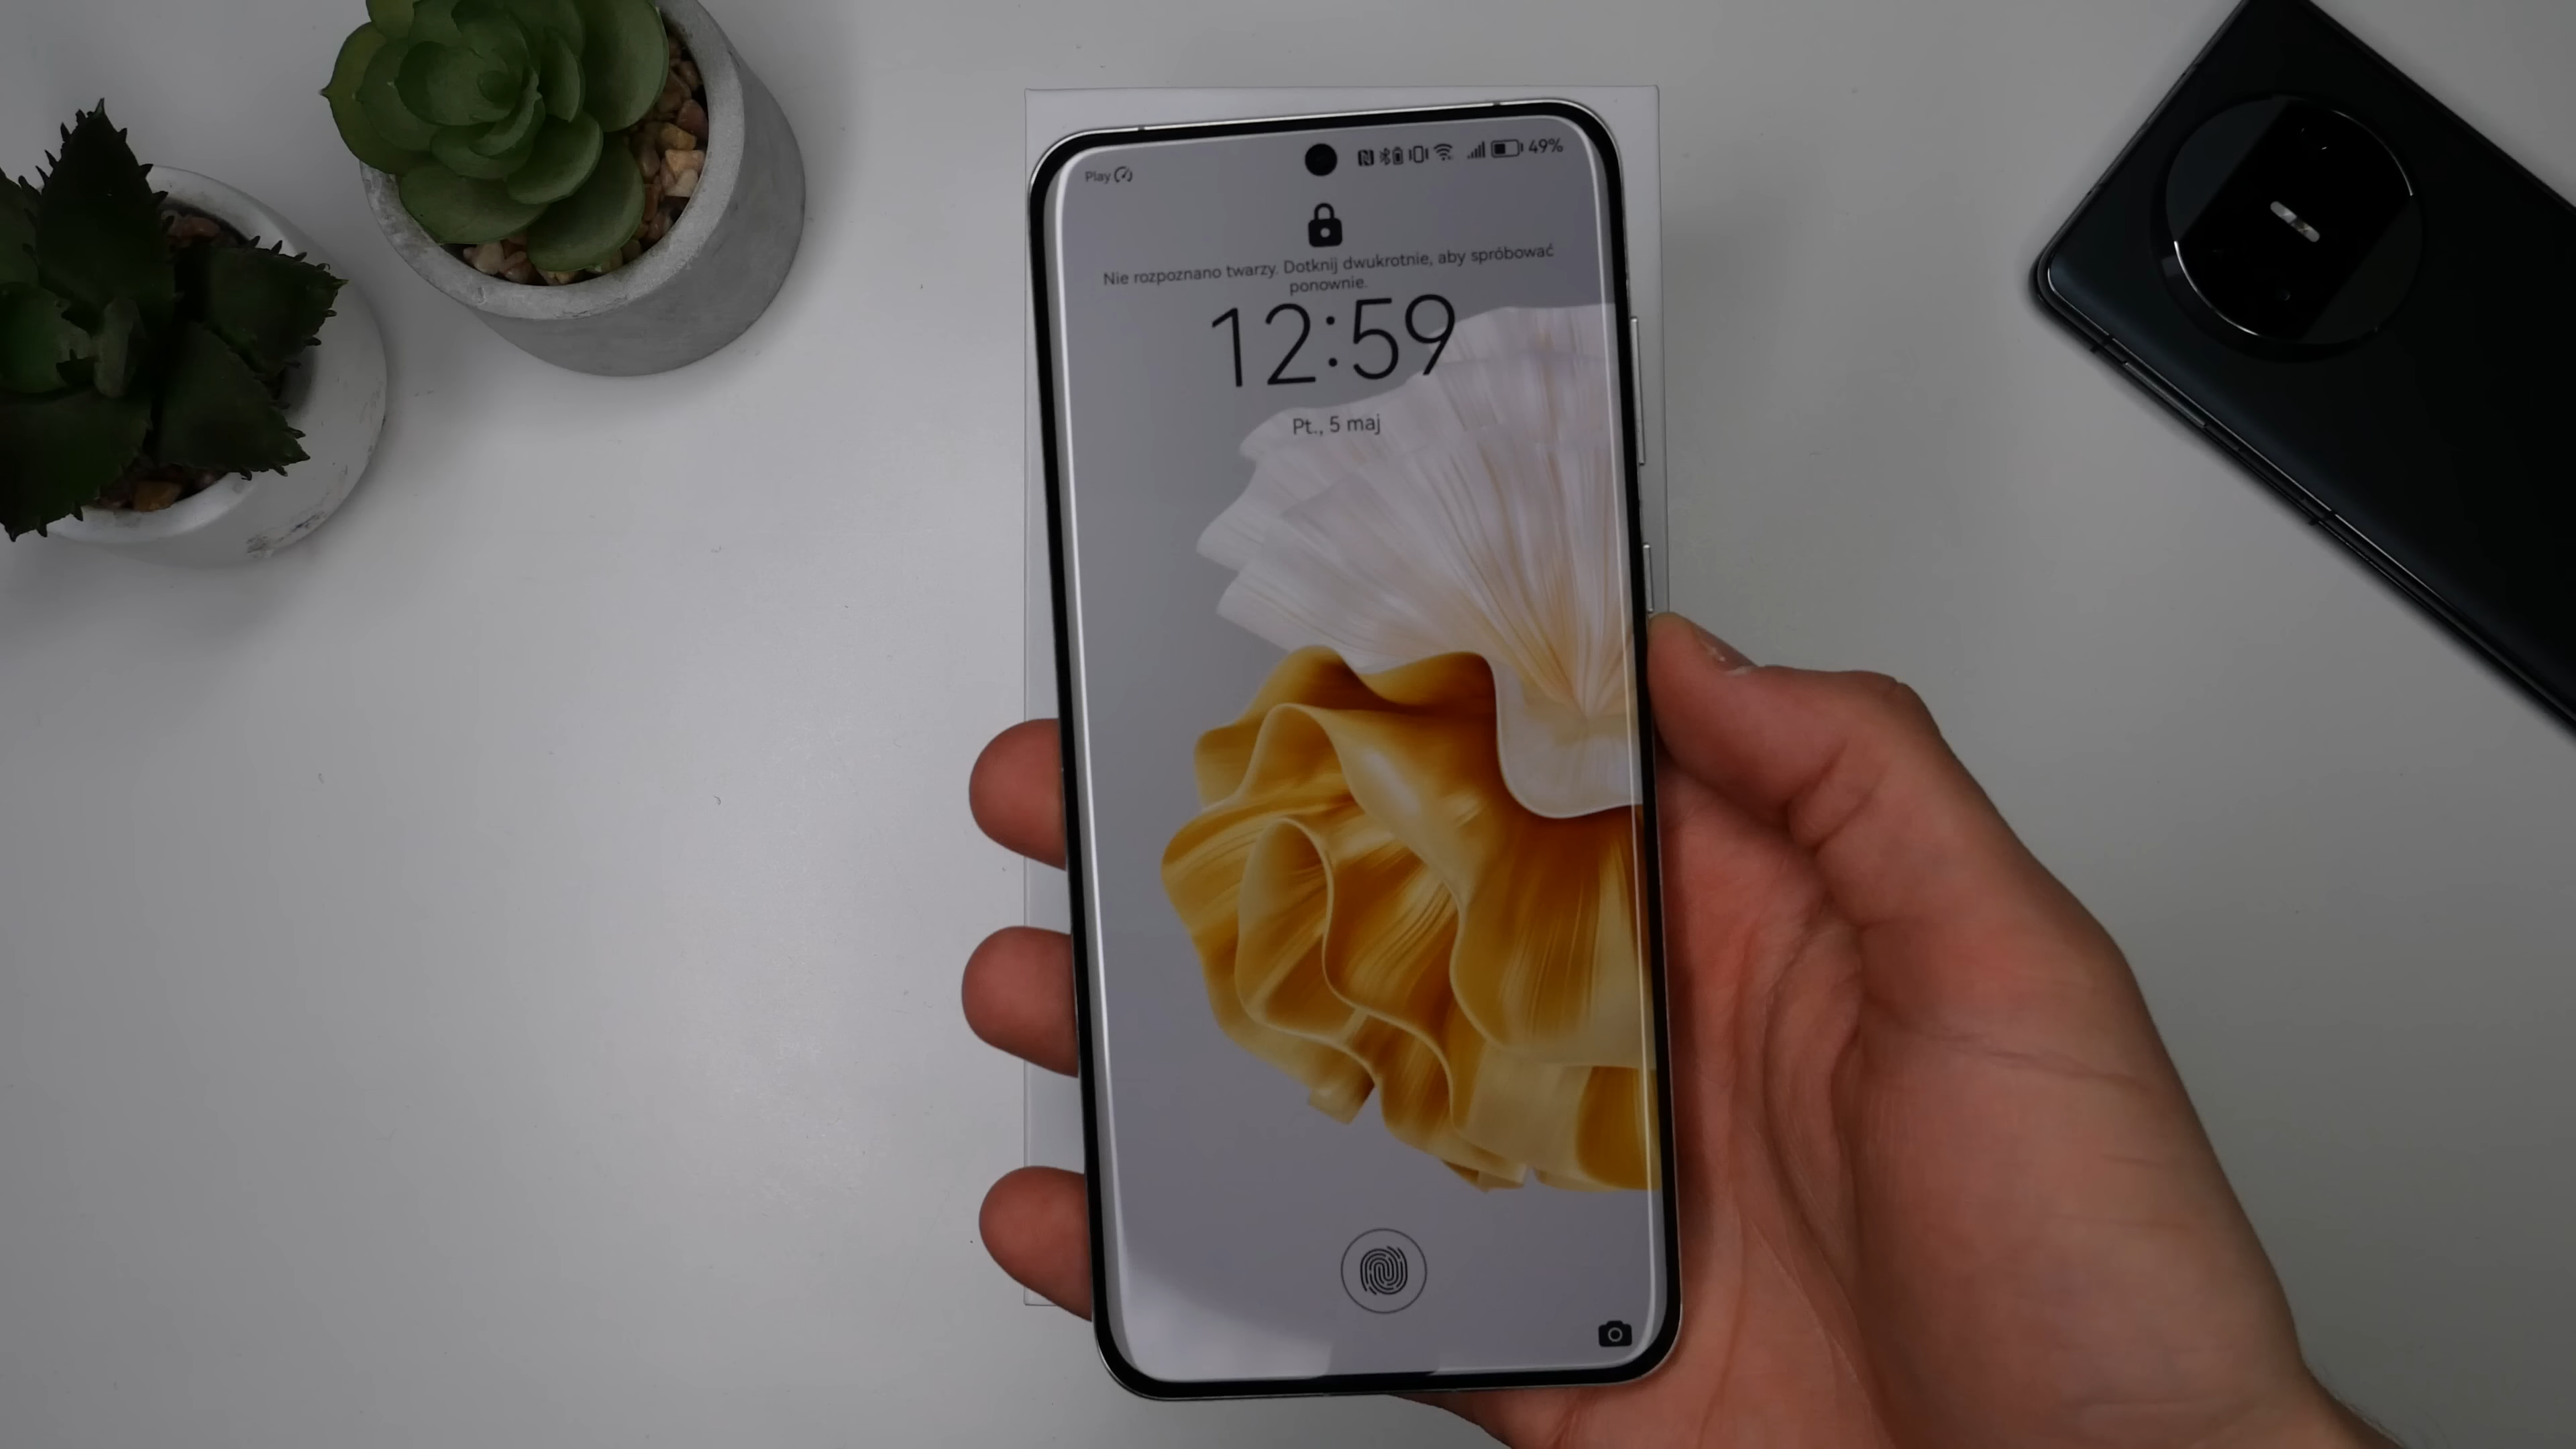 Play
49%
Nie rozpoznano twarzy. Dotknij dwukrotnie, aby spróbować
ponownie.
12:59
Pt., 5 maj